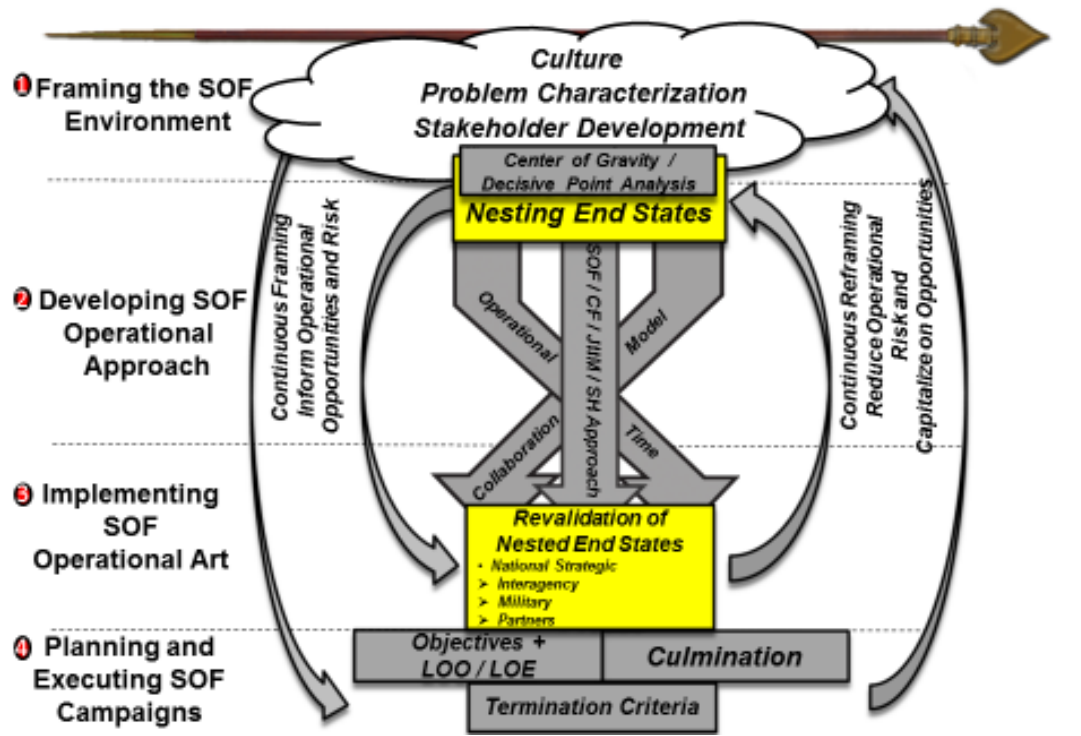 Culture
Problem Characterization
Stakeholder Development
Center of Gravity /
Decisive Point Analysis
Nesting End States
1 Framing the SOF
Environment
2 Developing SOF
Operational
Approach
3 Implementing
SOF
Operational Art
4 Planning and
Executing SOF
Campaigns
Continuous Framing
Inform Operational
Opportunities and Risk
Operational
Model
SOF / CF / JIIM / SH Approach
Collaboration
Time
Continuous Reframing
Reduce Operational
Risk and
Capitalize on Opportunities
Revalidation of
Nested End States
• National Strategic
➢ Interagency
➢ Military
➢ Partners
Objectives +
LOO / LOE
Culmination
Termination Criteria